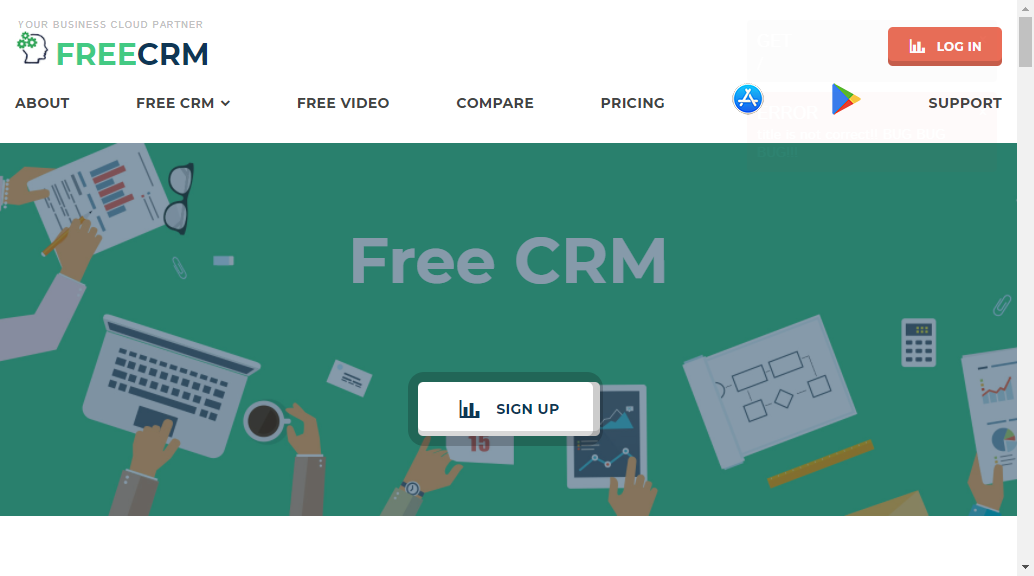 YOUR BUSINESS CLOUD PARTNER
FREECRM
LOG IN
ABOUT
FREE CRM
FREE VIDEO
COMPARE
PRICING
SUPPORT
ERROR
Free CRM
SIGN UP
15